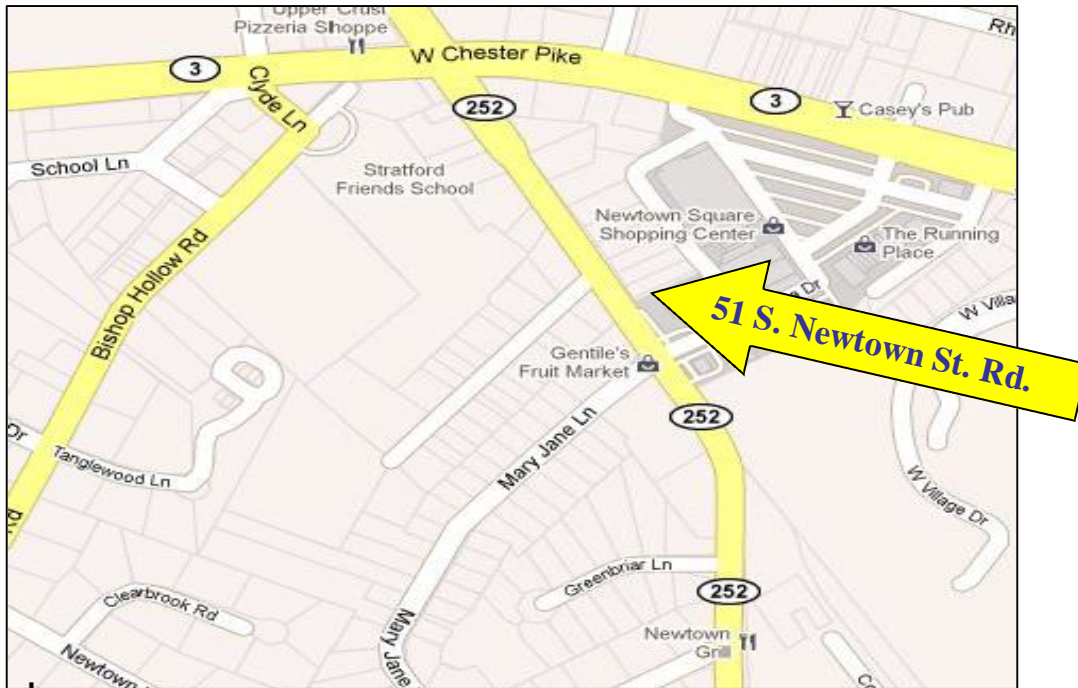 Upper Crust
Pizzeria Shoppe
Rh
W Chester Pike
3
Clyde Ln
252
3
Casey's Pub
School Ln
Stratford
Friends School
Newtown Square
Shopping Center
The Running
Place
Bishop Hollow Rd
Dr
W Villa
51 S. Newtown St. Rd.
Gentile's
Fruit Market
252
Mary Jane Ln
Dr
Tanglewood Ln
W Village Dr
Rd
Greenbriar Ln
252
Clearbrook Rd
Mary Jane
Newtown
Grill
Newtown
Co